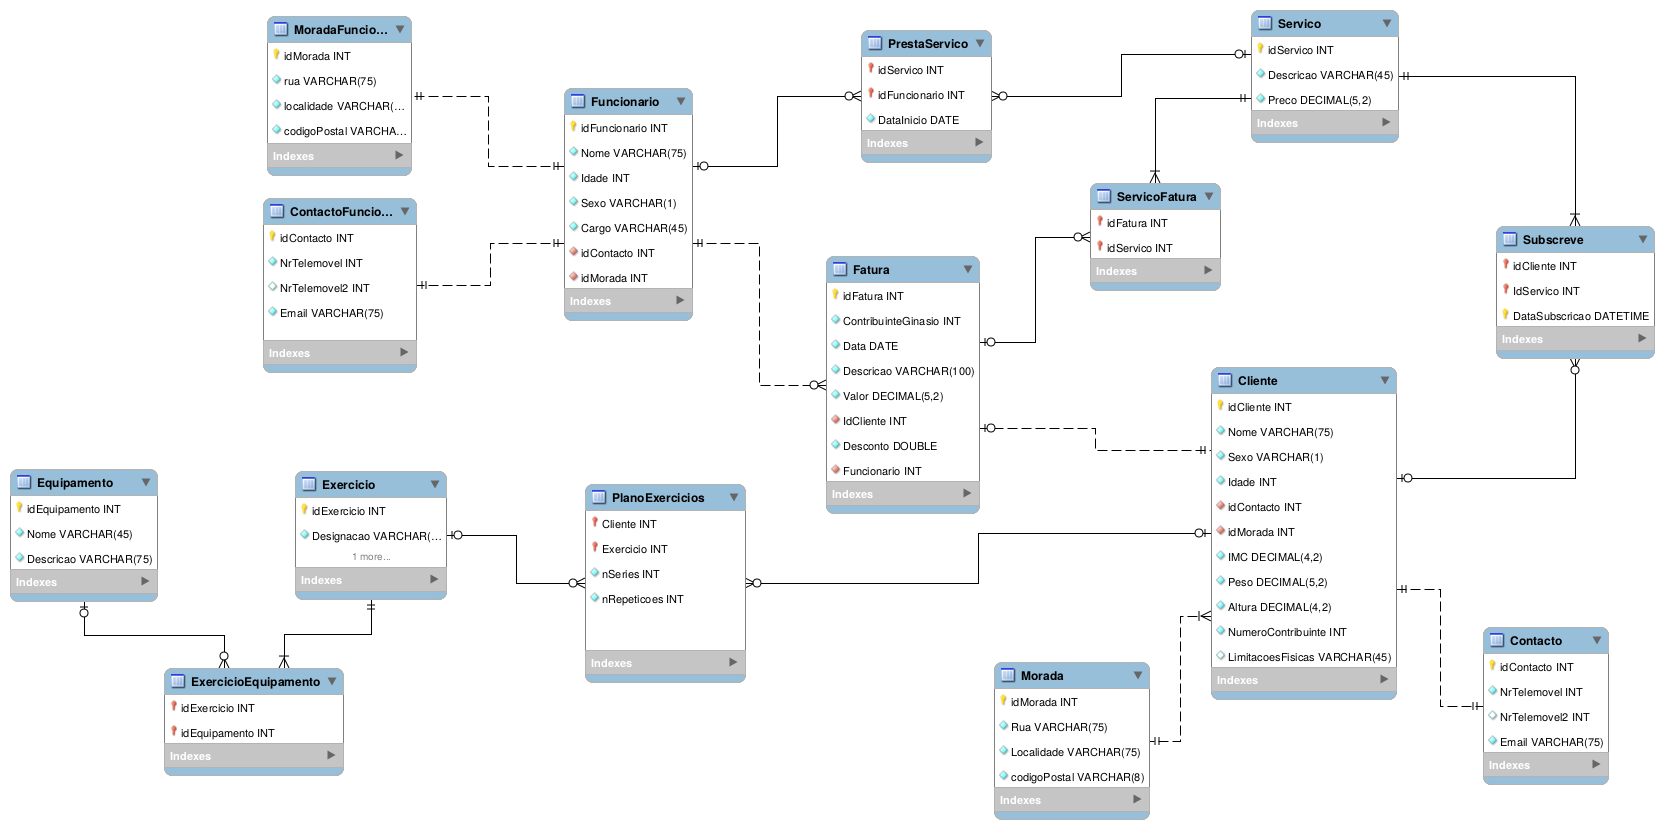 MoradaFuncio...
idMorada INT
rua VARCHAR(75)
localidade VARCHAR(...
codigoPostal VARCHA...
Indexes
ContactoFuncio...
idContacto INT
NrTelemovel INT
NrTelemovel2 INT
Email VARCHAR(75)
Indexes
Funcionario
idFuncionario INT
Nome VARCHAR(75)
Idade INT
Sexo VARCHAR(1)
Cargo VARCHAR(45)
idContacto INT
idMorada INT
Indexes
PrestaServico
idServico INT
idFuncionario INT
DataInicio DATE
Indexes
Servico
idServico INT
Descricao VARCHAR(45)
Preco DECIMAL(5,2)
Indexes
ServicoFatura
idFatura INT
idServico INT
Indexes
Subscreve
idCliente INT
IdServico INT
DataSubscricao DATETIME
Indexes
Fatura
idFatura INT
ContribuinteGinasio INT
Data DATE
Descricao VARCHAR(100)
Valor DECIMAL(5,2)
IdCliente INT
Desconto DOUBLE
Funcionario INT
Indexes
Cliente
idCliente INT
Nome VARCHAR(75)
Sexo VARCHAR(1)
Idade INT
idContacto INT
idMorada INT
IMC DECIMAL(4,2)
Peso DECIMAL(5,2)
Altura DECIMAL(4,2)
NumeroContribuinte INT
LimitacoesFisicas VARCHAR(45)
Indexes
Equipamento
idEquipamento INT
Nome VARCHAR(45)
Descricao VARCHAR(75)
Indexes
Exercicio
idExercicio INT
Designacao VARCHAR(...
1 more...
Indexes
PlanoExercicios
Cliente INT
Exercicio INT
nSeries INT
nRepeticoes INT
Indexes
ExercicioEquipamento
idExercicio INT
idEquipamento INT
Indexes
Morada
idMorada INT
Rua VARCHAR(75)
Localidade VARCHAR(75)
codigoPostal VARCHAR(8)
Indexes
Contacto
idContacto INT
NrTelemovel INT
NrTelemovel2 INT
Email VARCHAR(75)
Indexes